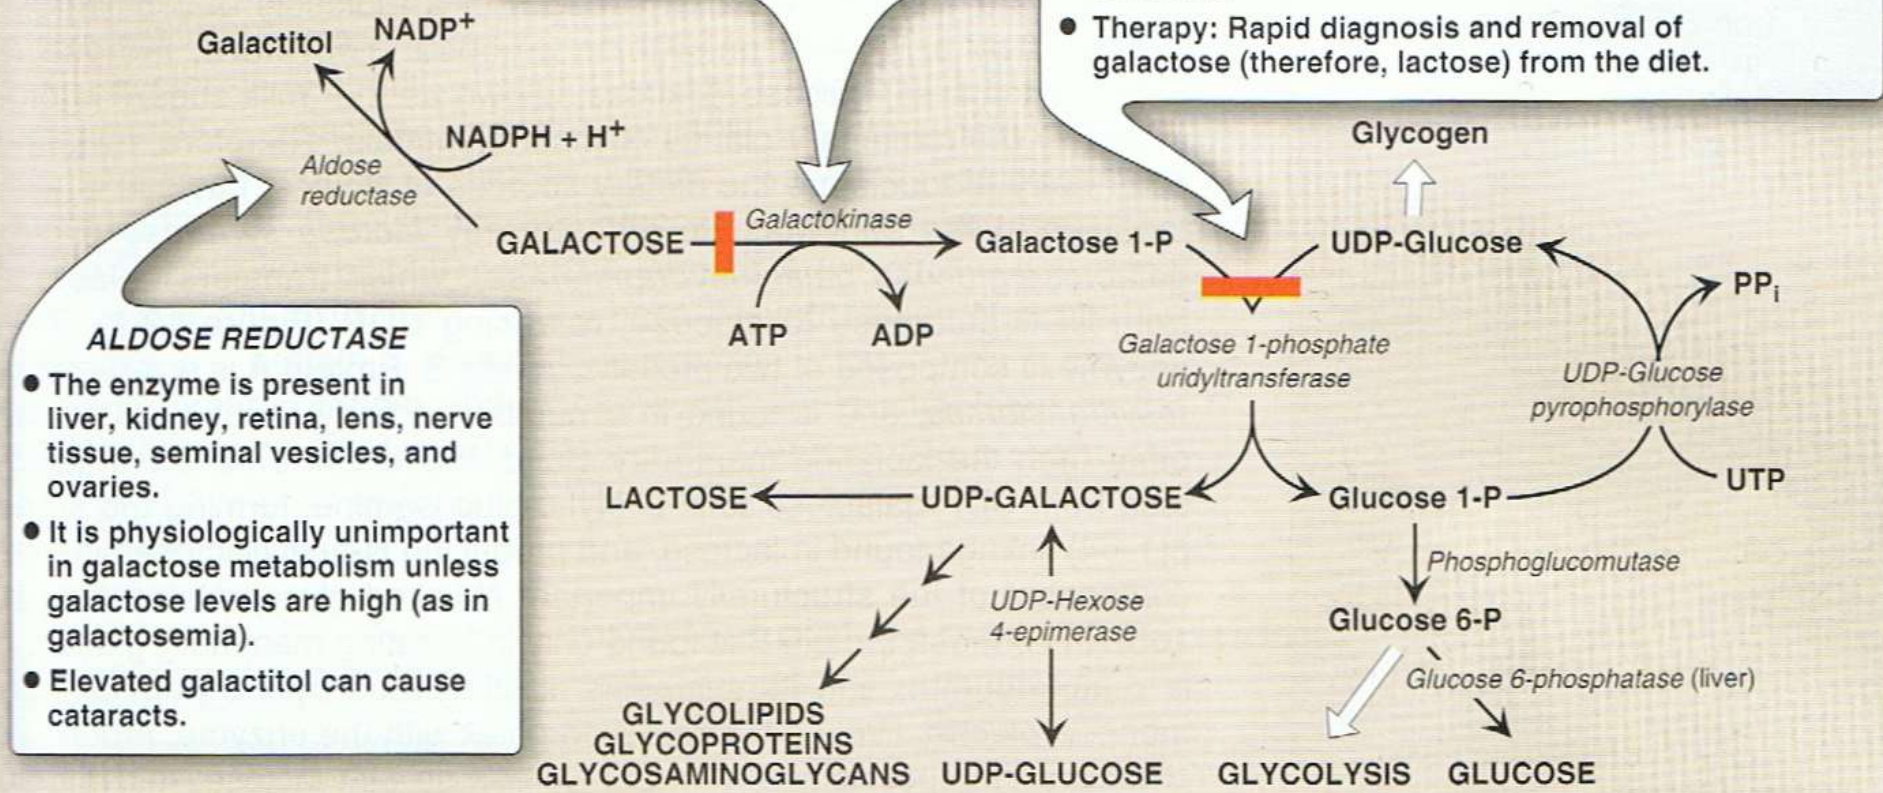 ● Therapy: Rapid diagnosis and removal of
galactose (therefore, lactose) from the diet.
Galactitol
NADP+
NADPH + H+
Aldose
reductase
Glycogen
GALACTOSE
Galactokinase
Galactose 1-P
UDP-Glucose
PPi
ATP
ADP
Galactose 1-phosphate
uridyltransferase
UDP-Glucose
pyrophosphorylase
UTP
ALDOSE REDUCTASE
● The enzyme is present in
liver, kidney, retina, lens, nerve
tissue, seminal vesicles, and
ovaries.
● It is physiologically unimportant
in galactose metabolism unless
galactose levels are high (as in
galactosemia).
● Elevated galactitol can cause
cataracts.
LACTOSE
UDP-GALACTOSE
Glucose 1-P
Phosphoglucomutase
UDP-Hexose
4-epimerase
Glucose 6-P
Glucose 6-phosphatase (liver)
GLYCOLIPIDS
GLYCOPROTEINS
GLYCOSAMINOGLYCANS
UDP-GLUCOSE
GLYCOLYSIS
GLUCOSE